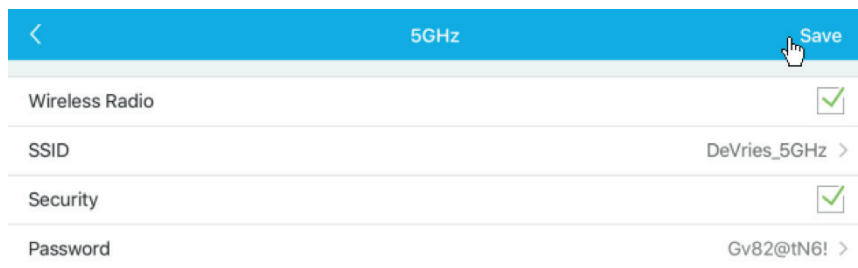 5GHz Save
Wireless Radio
SSID DeVries_5GHz
Security
Password Gv82@tN6!